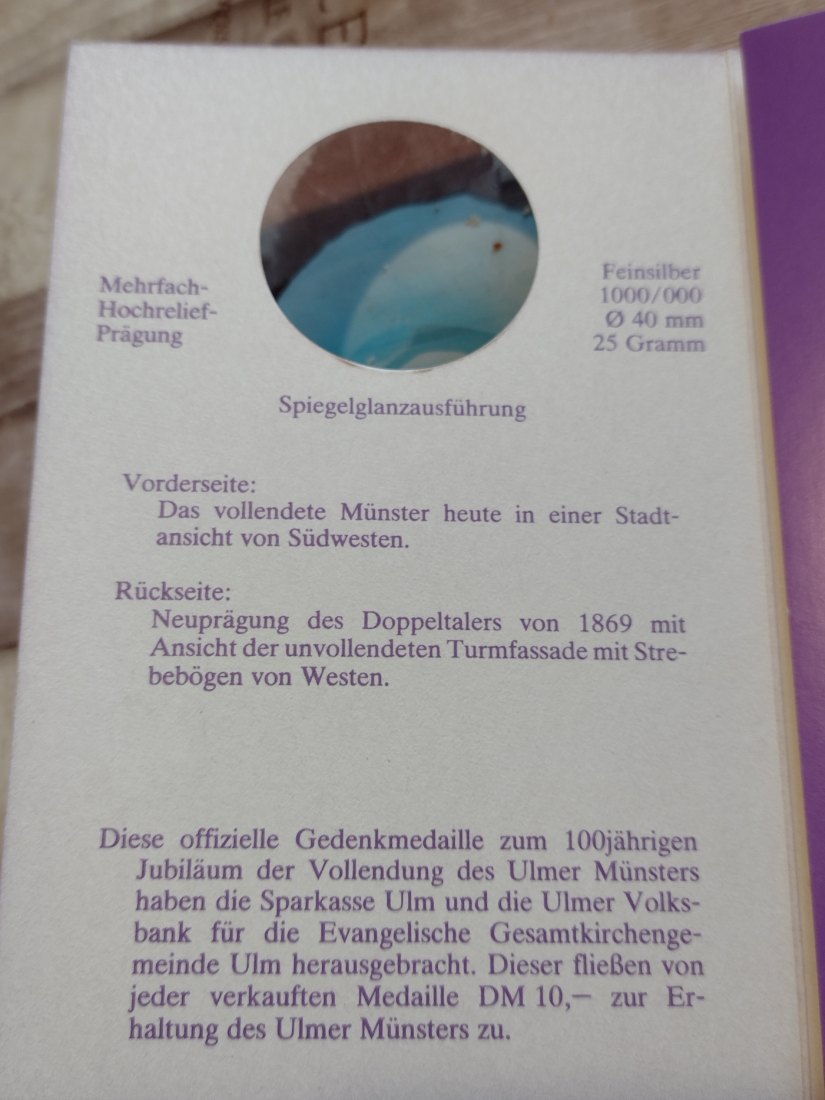 Mehrfach-
Hochrelief-
Prägung
Feinsilber
1000/000
Ø 40 mm
25 Gramm
Spiegelglanzausführung
Vorderseite:
Das vollendete Münster heute in einer Stadt-
ansicht von Südwesten.
Rückseite:
Neuprägung des Doppeltalers von 1869 mit
Ansicht der unvollendeten Turmfassade mit Stre-
bebögen von Westen.
Diese offizielle Gedenkmedaille zum 100jährigen
Jubiläum der Vollendung des Ulmer Münsters
haben die Sparkasse Ulm und die Ulmer Volks-
bank für die Evangelische Gesamtkirchenge-
meinde Ulm herausgebracht. Dieser fließen von
jeder verkauften Medaille DM 10,— zur Er-
haltung des Ulmer Münsters zu.